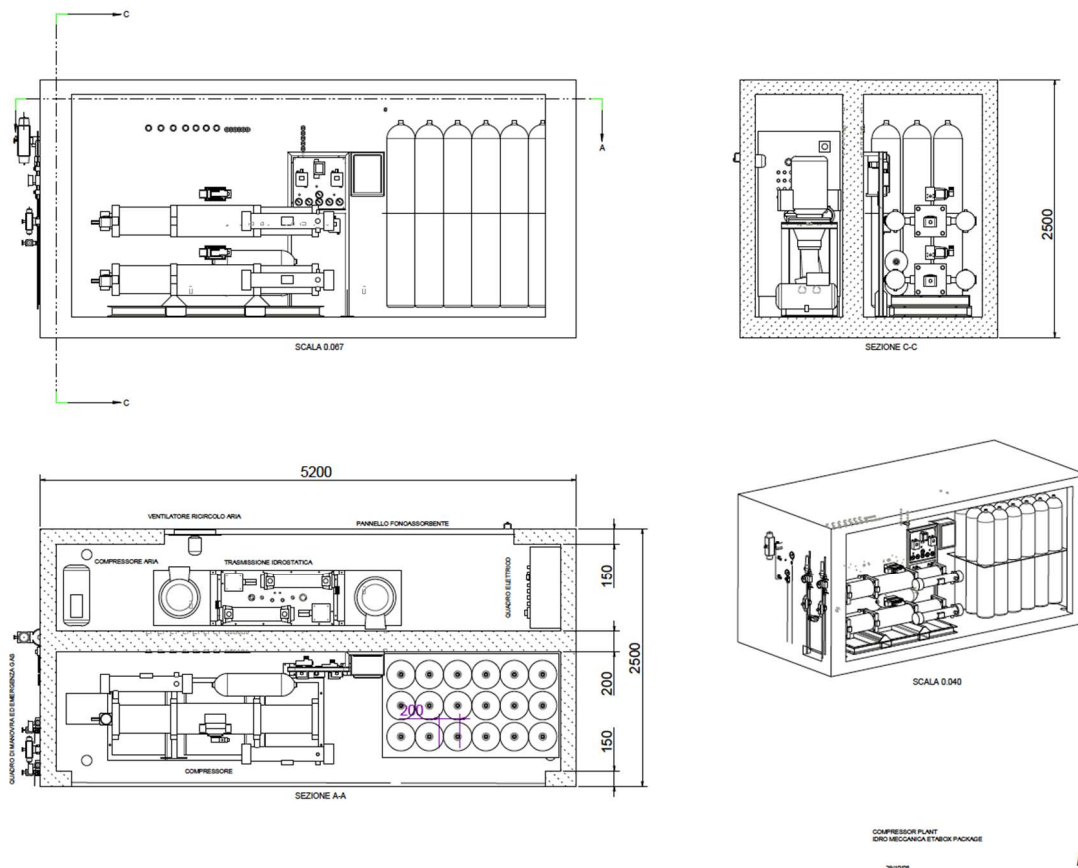 C
A
SCALA 0.067
C
2500
SEZIONE C-C
5200
VENTILATORE RICIRCOLO ARIA
PANNELLO FONOASSORBENTE
COMPRESSORE ARIA
TRASMISSIONE IDROSTATICA
QUADRO ELETTRICO
150
2500
200
150
200
QUADRO DI MANOVRA ED EMERGENZA GAS
COMPRESSORE
SEZIONE A-A
SCALA 0.040
COMPRESSOR PLANT
IDRO MECCANICA ETABOX PACKAGE